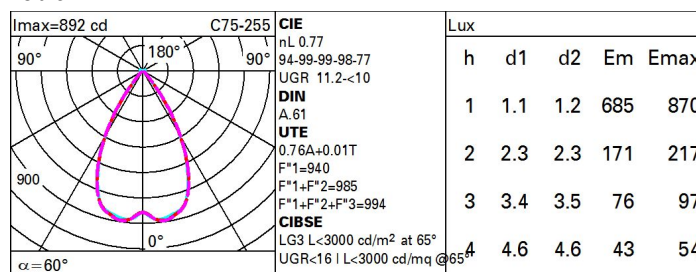 Imax=892 cd C75-255
90° 180° 90°
900
0°
α=60°
CIE
nL 0.77
94-99-99-98-77
UGR 11.2-<10
DIN
A.61
UTE
0.76A+0.01T
F"1=940
F"1+F"2=985
F"1+F"2+F"3=994
CIBSE
LG3 L<3000 cd/m² at 65°
UGR<16 | L<3000 cd/mq @65°
Lux
h d1 d2 Em Emax
1 1.1 1.2 685 870
2 2.3 2.3 171 217
3 3.4 3.5 76 97
4 4.6 4.6 43 54